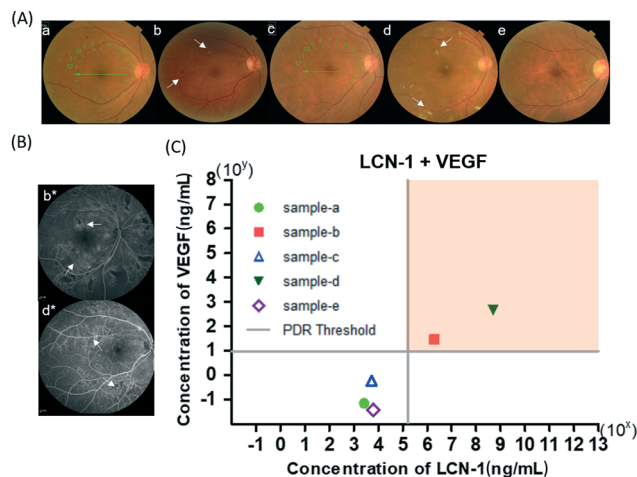 (A)
a
b
c
d
e
(B)
b*
d*
(C)
LCN-1 + VEGF
(10ʸ)
Concentration of VEGF(ng/mL)
8
7
6
5
4
3
2
1
0
-1
sample-a
sample-b
sample-c
sample-d
sample-e
PDR Threshold
-1 0 1 2 3 4 5 6 7 8 9 10 11 12 13
(10ˣ)
Concentration of LCN-1(ng/mL)